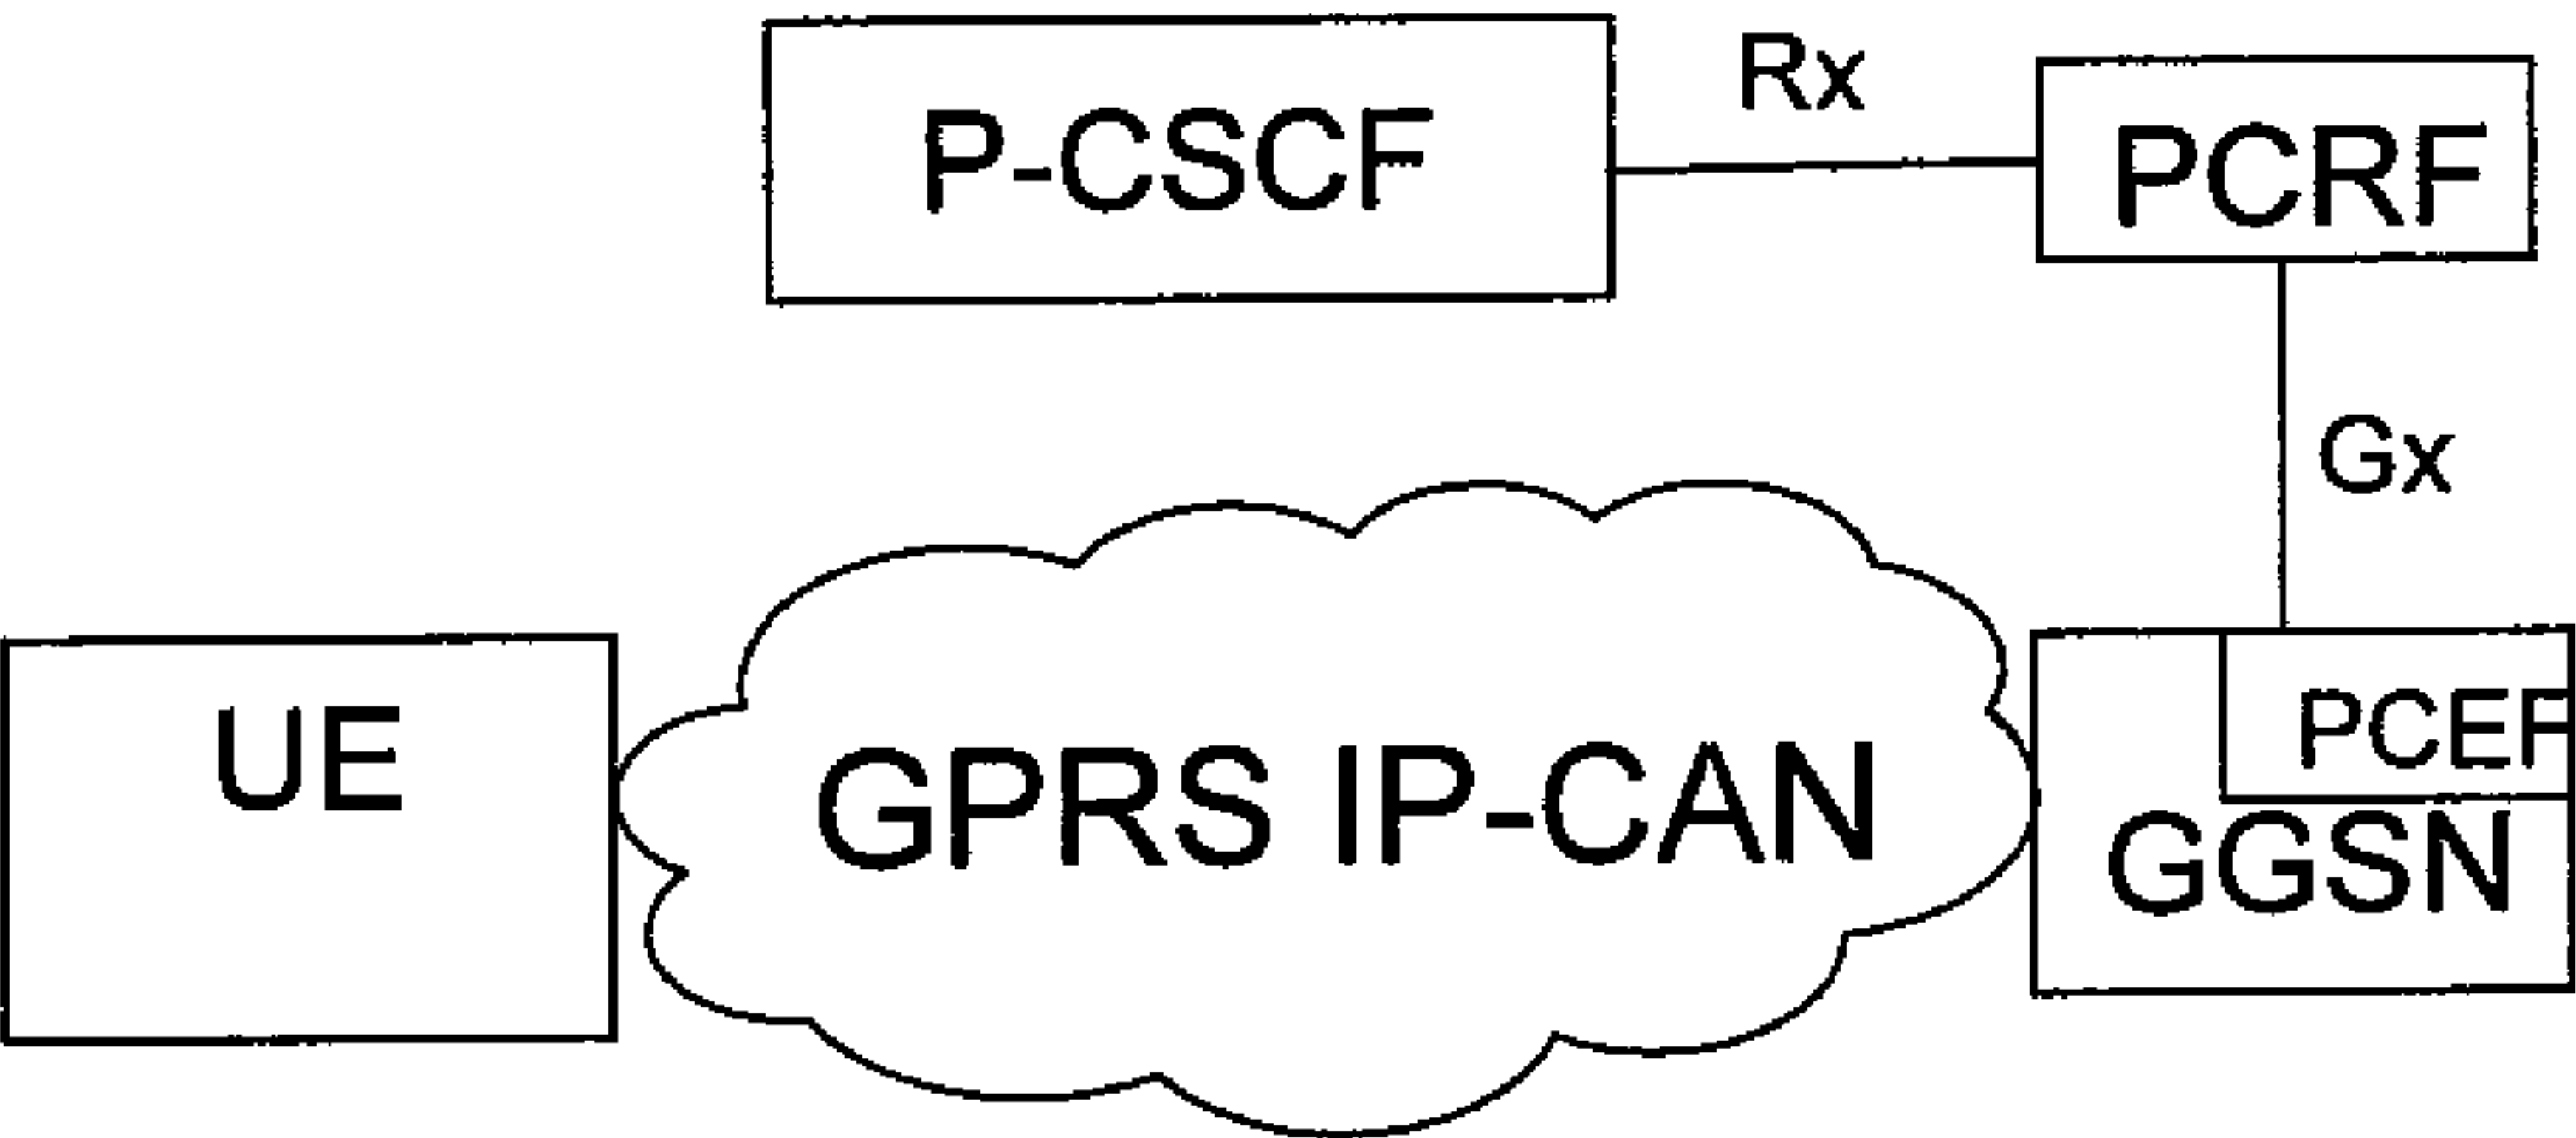 P-CSCF
Rx
PCRF
Gx
UE
GPRS IP-CAN
PCEF
GGSN